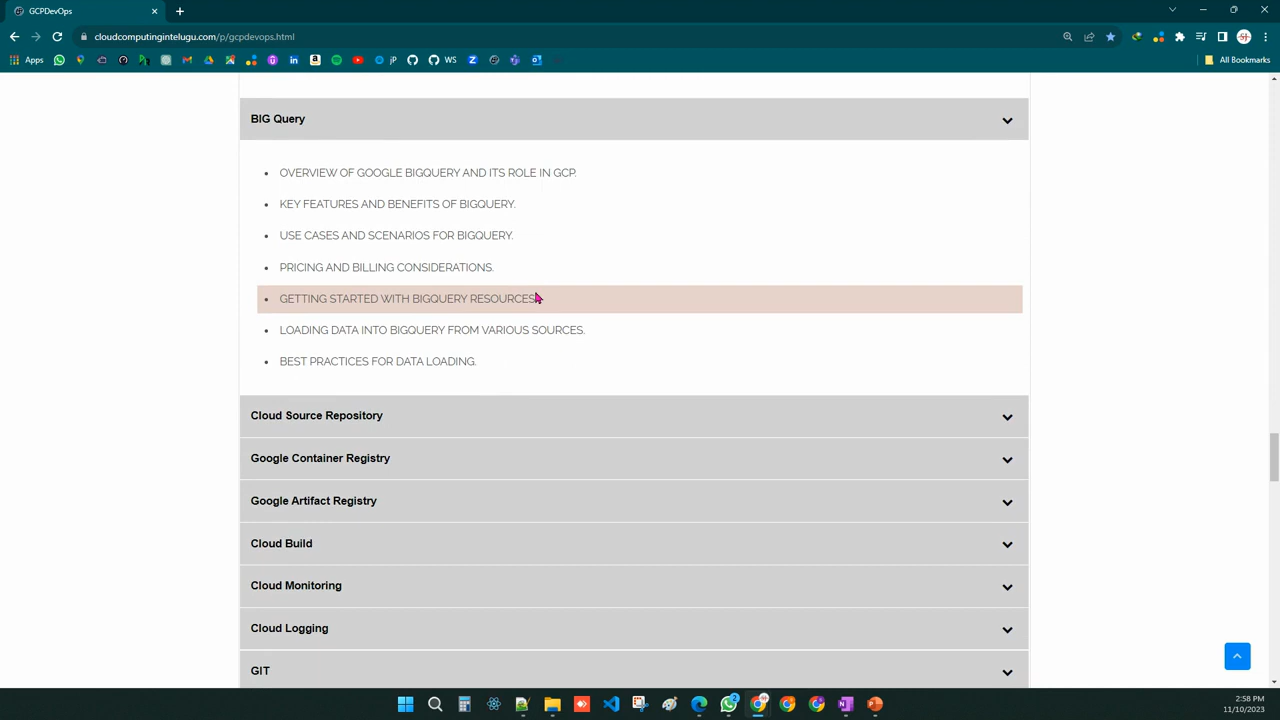 GCPDevOps
cloudcomputingintelugu.com/p/gcpdevops.html
Apps
jP
WS
All Bookmarks
BIG Query
OVERVIEW OF GOOGLE BIGQUERY AND ITS ROLE IN GCP.
KEY FEATURES AND BENEFITS OF BIGQUERY.
USE CASES AND SCENARIOS FOR BIGQUERY.
PRICING AND BILLING CONSIDERATIONS.
GETTING STARTED WITH BIGQUERY RESOURCES
LOADING DATA INTO BIGQUERY FROM VARIOUS SOURCES.
BEST PRACTICES FOR DATA LOADING.
Cloud Source Repository
Google Container Registry
Google Artifact Registry
Cloud Build
Cloud Monitoring
Cloud Logging
GIT
2:58 PM
11/10/2023